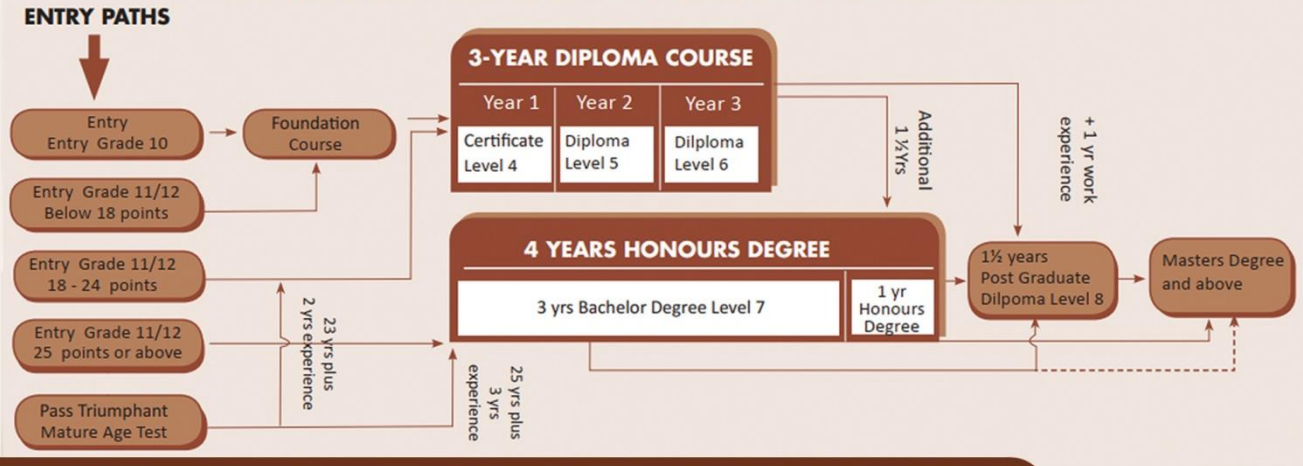 ENTRY PATHS
Entry
Entry Grade 10
Foundation
Course
Entry Grade 11/12
Below 18 points
Entry Grade 11/12
18 - 24 points
Entry Grade 11/12
25 points or above
Pass Triumphant
Mature Age Test
23 yrs plus
2 yrs experience
25 yrs plus
3 yrs
experience
3-YEAR DIPLOMA COURSE
Year 1
Year 2
Year 3
Certificate
Level 4
Diploma
Level 5
Dilploma
Level 6
Additional
1 ½Yrs
+ 1 yr work
experience
4 YEARS HONOURS DEGREE
3 yrs Bachelor Degree Level 7
1 yr
Honours
Degree
1½ years
Post Graduate
Dilpoma Level 8
Masters Degree
and above